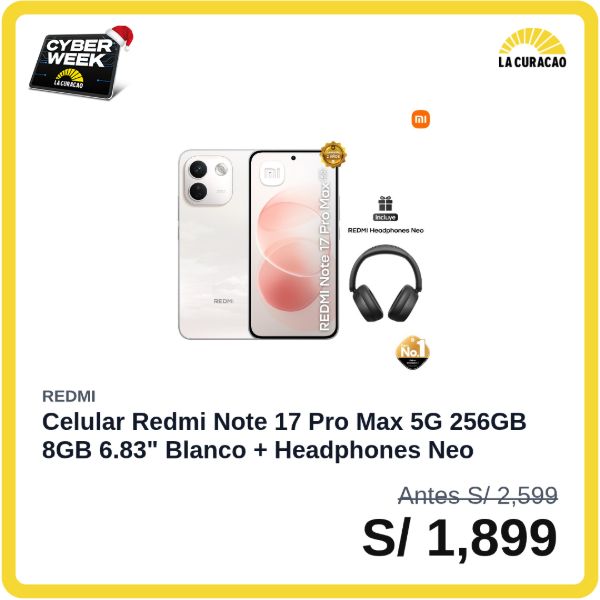 CYBER
WEEK
LA CURACAO
LA CURACAO
REDMI Note 17 Pro Max
REDMI
Incluye
REDMI Headphones Neo
No.1
REDMI
Celular Redmi Note 17 Pro Max 5G 256GB
8GB 6.83" Blanco + Headphones Neo
Antes S/ 2,599
S/ 1,899